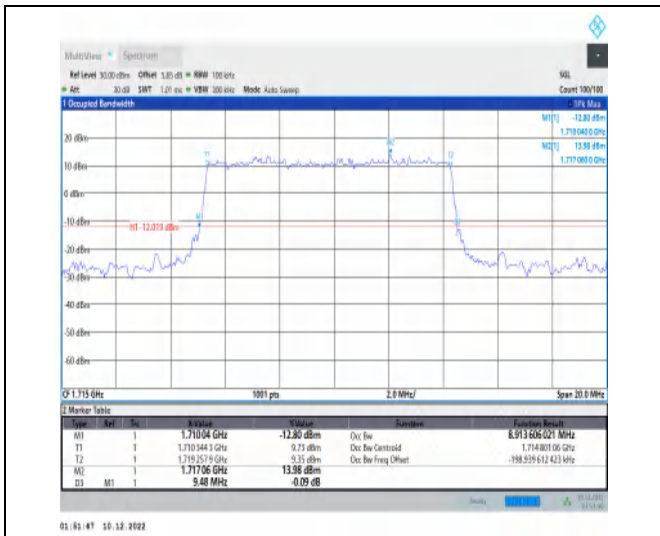 MultiView Spectrum
Ref Level 30.00 dBm Offset 5.85 dB RBW 100 kHz SGL
Att 30 dB SWT 1.01 ms VBW 300 kHz Mode Auto Sweep Count 100/100
1 Occupied Bandwidth 1Pk Max
M1[1] -12.80 dBm
1.710 040 0 GHz
M2[1] 13.98 dBm
1.717 060 0 GHz
20 dBm
T1 M2 T2
10 dBm
0 dBm
-10 dBm
M1
H1 -12.019 dBm
-20 dBm
-30 dBm
-40 dBm
-50 dBm
-60 dBm
CF 1.715 GHz 1001 pts 2.0 MHz/ Span 20.0 MHz
2 Marker Table
Type Ref Trc X-Value Y-Value Function Function Result
M1 1 1.71004 GHz -12.80 dBm Occ Bw 8.913 606 021 MHz
T1 1 1.710 344 3 GHz 9.73 dBm Occ Bw Centroid 1.714 801 06 GHz
T2 1 1.719 257 9 GHz 9.35 dBm Occ Bw Freq Offset -198.939 612 423 kHz
M2 1 1.71706 GHz 13.98 dBm
D3 M1 1 9.48 MHz -0.09 dB
Ready
01:51:47 10.12.2022